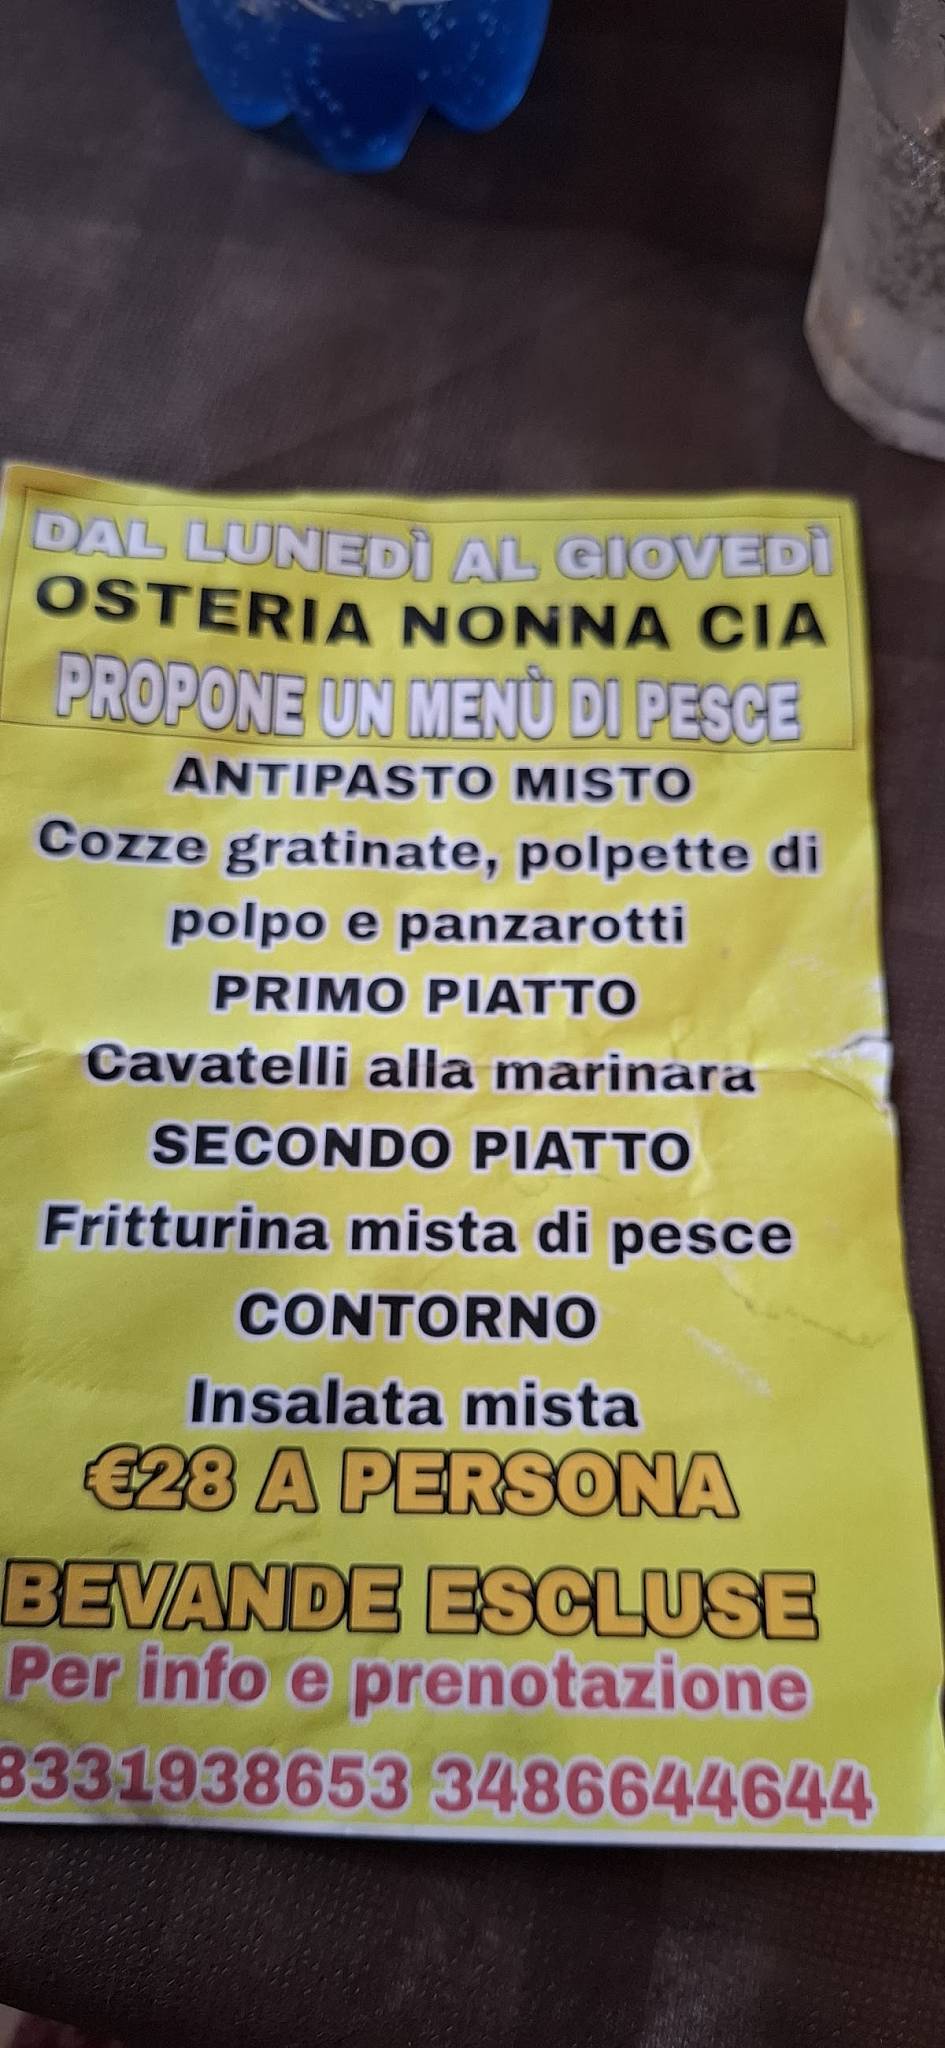 DAL LUNEDÌ AL GIOVEDÌ
OSTERIA NONNA CIA
PROPONE UN MENÙ DI PESCE
ANTIPASTO MISTO
Cozze gratinate, polpette di
polpo e panzarotti
PRIMO PIATTO
Cavatelli alla marinara
SECONDO PIATTO
Fritturina mista di pesce
CONTORNO
Insalata mista
€28 A PERSONA
BEVANDE ESCLUSE
Per info e prenotazione
8331938653 3486644644